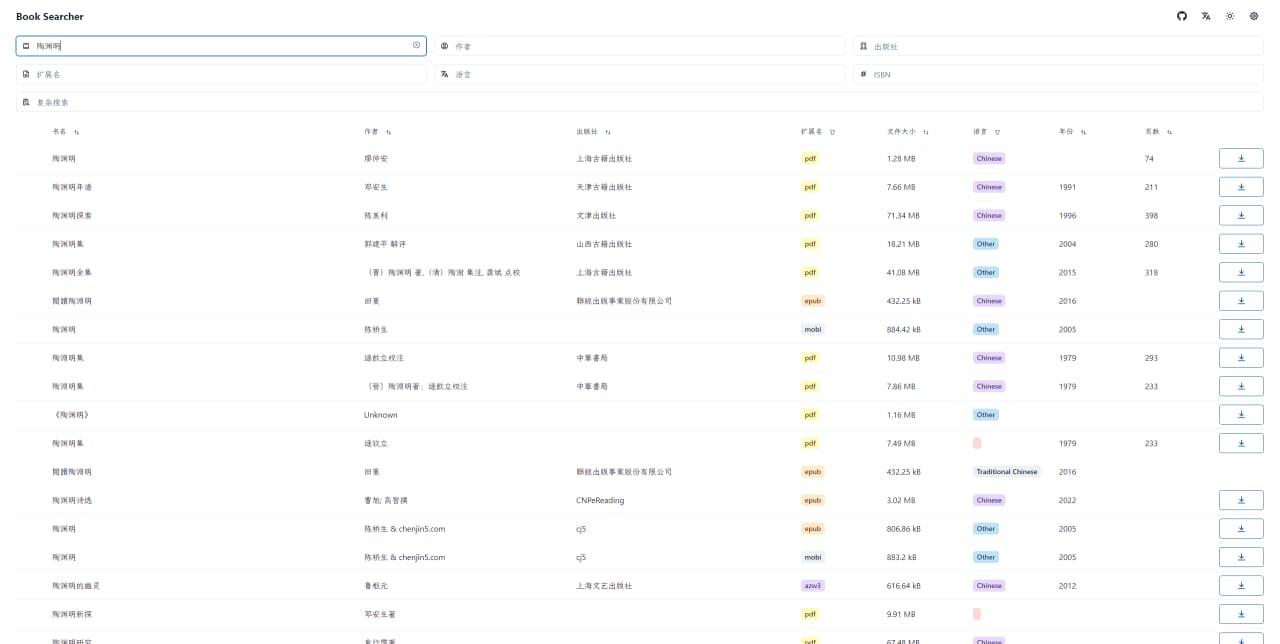 Book Searcher
陶渊明 作者 出版社
扩展名 语言 ISBN
复杂搜索
书名 作者 出版社 扩展名 文件大小 语言 年份 页数
陶渊明 廖仲安 上海古籍出版社 pdf 1.28 MB Chinese 74
陶渊明年谱 邓安生 天津古籍出版社 pdf 7.66 MB Chinese 1991 211
陶渊明探索 陈美利 文津出版社 pdf 71.34 MB Chinese 1996 398
陶渊明集 郭建平 解评 山西古籍出版社 pdf 18.21 MB Other 2004 280
陶渊明全集 （晋）陶渊明 著,（清）陶澍 集注, 龚斌 点校 上海古籍出版社 pdf 41.08 MB Other 2015 318
閱讀陶淵明 田菱 聯經出版事業股份有限公司 epub 432.25 kB Chinese 2016
陶渊明 陈桥生 mobi 884.42 kB Other 2005
陶淵明集 逯欽立校注 中華書局 pdf 10.98 MB Chinese 1979 293
陶淵明集 〔晉〕陶淵明著；逯欽立校注 中華書局 pdf 7.86 MB Chinese 1979 233
《陶渊明》 Unknown pdf 1.16 MB Other
陶渊明集 逯钦立 pdf 7.49 MB 1979 233
閱讀陶淵明 田菱 聯經出版事業股份有限公司 epub 432.25 kB Traditional Chinese 2016
陶渊明诗选 曹旭; 高智撰 CNPeReading epub 3.02 MB Chinese 2022
陶渊明 陈桥生 & chenjin5.com cj5 epub 806.86 kB Other 2005
陶渊明 陈桥生 & chenjin5.com cj5 mobi 883.2 kB Other 2005
陶渊明的幽灵 鲁枢元 上海文艺出版社 azw3 616.64 kB Chinese 2012
陶渊明新探 邓安生著 pdf 9.91 MB
陶渊明研究 pdf 67.48 MB Chinese